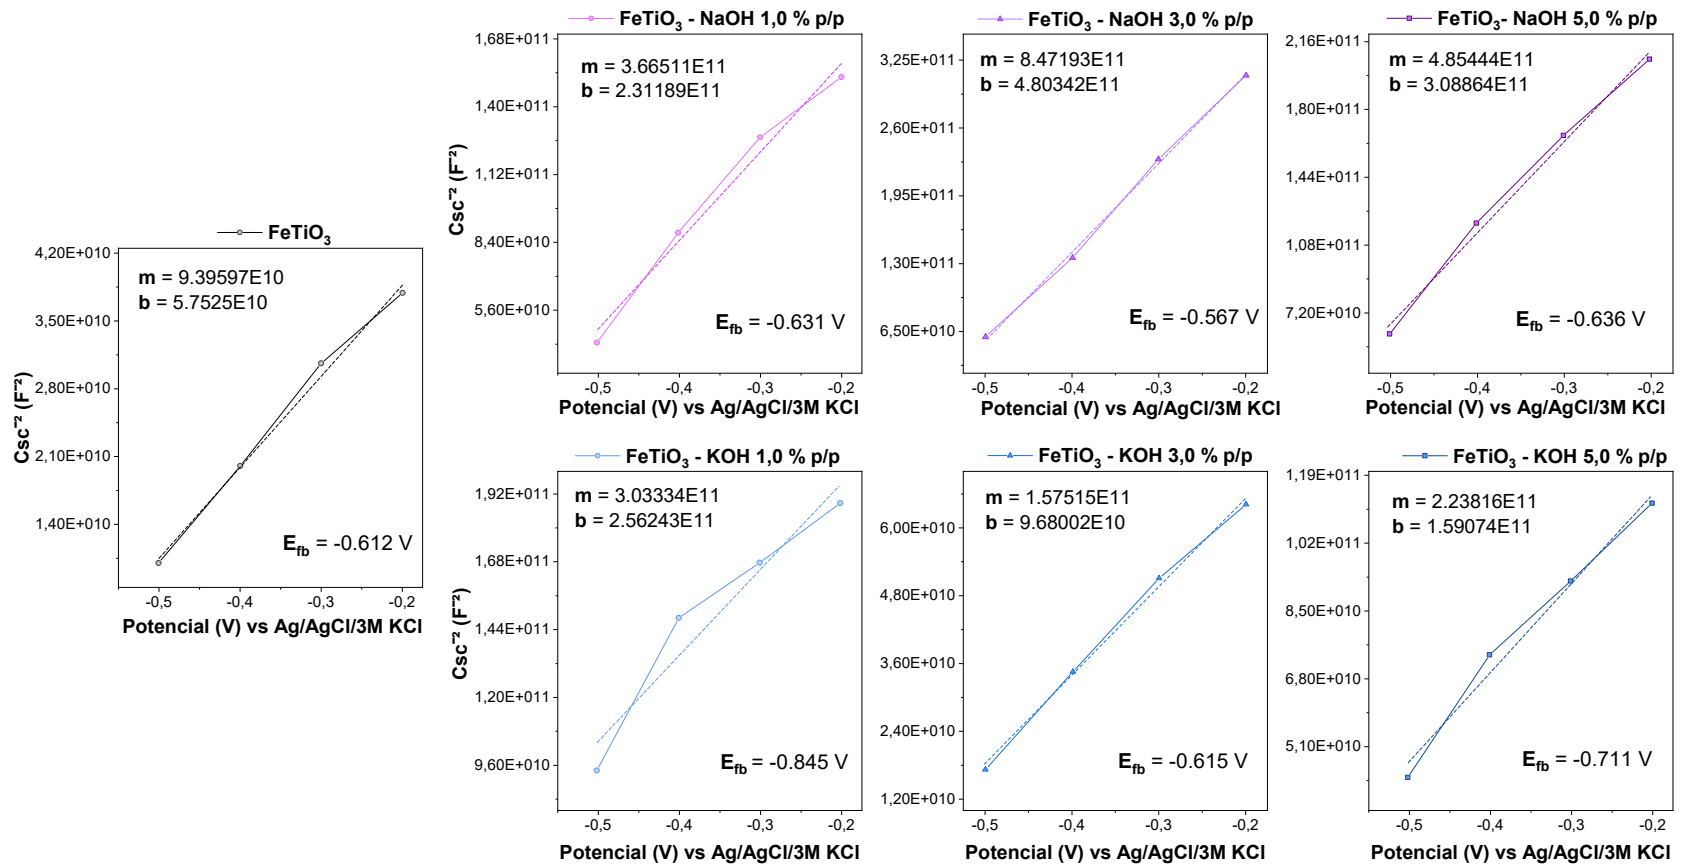 FeTiO₃
4,20E+010
3,50E+010
2,80E+010
2,10E+010
1,40E+010
Csc⁻² (F⁻²)
m = 9.39597E10
b = 5.7525E10
E_fb = -0.612 V
-0,5 -0,4 -0,3 -0,2
Potencial (V) vs Ag/AgCl/3M KCl
FeTiO₃ - NaOH 1,0 % p/p
1,68E+011
1,40E+011
1,12E+011
8,40E+010
5,60E+010
Csc⁻² (F⁻²)
m = 3.66511E11
b = 2.31189E11
E_fb = -0.631 V
-0,5 -0,4 -0,3 -0,2
Potencial (V) vs Ag/AgCl/3M KCl
FeTiO₃ - NaOH 3,0 % p/p
3,25E+011
2,60E+011
1,95E+011
1,30E+011
6,50E+010
m = 8.47193E11
b = 4.80342E11
E_fb = -0.567 V
-0,5 -0,4 -0,3 -0,2
Potencial (V) vs Ag/AgCl/3M KCl
FeTiO₃- NaOH 5,0 % p/p
2,16E+011
1,80E+011
1,44E+011
1,08E+011
7,20E+010
m = 4.85444E11
b = 3.08864E11
E_fb = -0.636 V
-0,5 -0,4 -0,3 -0,2
Potencial (V) vs Ag/AgCl/3M KCl
FeTiO₃ - KOH 1,0 % p/p
1,92E+011
1,68E+011
1,44E+011
1,20E+011
9,60E+010
Csc⁻² (F⁻²)
m = 3.03334E11
b = 2.56243E11
E_fb = -0.845 V
-0,5 -0,4 -0,3 -0,2
Potencial (V) vs Ag/AgCl/3M KCl
FeTiO₃ - KOH 3,0 % p/p
6,00E+010
4,80E+010
3,60E+010
2,40E+010
1,20E+010
m = 1.57515E11
b = 9.68002E10
E_fb = -0.615 V
-0,5 -0,4 -0,3 -0,2
Potencial (V) vs Ag/AgCl/3M KCl
FeTiO₃ - KOH 5,0 % p/p
1,19E+011
1,02E+011
8,50E+010
6,80E+010
5,10E+010
m = 2.23816E11
b = 1.59074E11
E_fb = -0.711 V
-0,5 -0,4 -0,3 -0,2
Potencial (V) vs Ag/AgCl/3M KCl